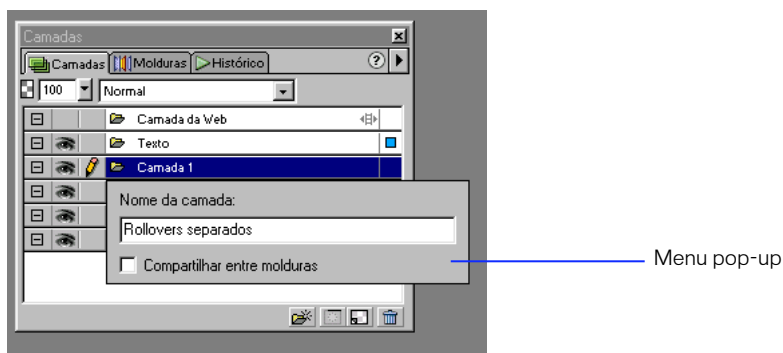 Camadas
Camadas Molduras Histórico ?
100 Normal
Camada da Web
Texto
Camada 1
Nome da camada:
Rollovers separados
Compartilhar entre molduras
Menu pop-up